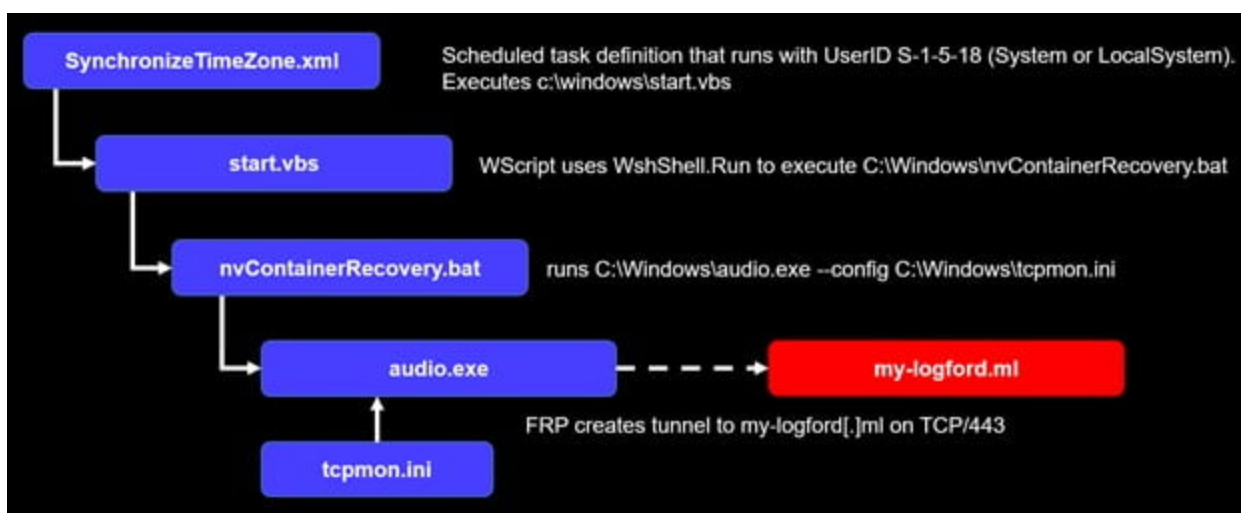 SynchronizeTimeZone.xml
Scheduled task definition that runs with UserID S-1-5-18 (System or LocalSystem).
Executes c:\windows\start.vbs
start.vbs
WScript uses WshShell.Run to execute C:\Windows\nvContainerRecovery.bat
nvContainerRecovery.bat
runs C:\Windows\audio.exe --config C:\Windows\tcpmon.ini
audio.exe
my-logford.ml
FRP creates tunnel to my-logford[.]ml on TCP/443
tcpmon.ini